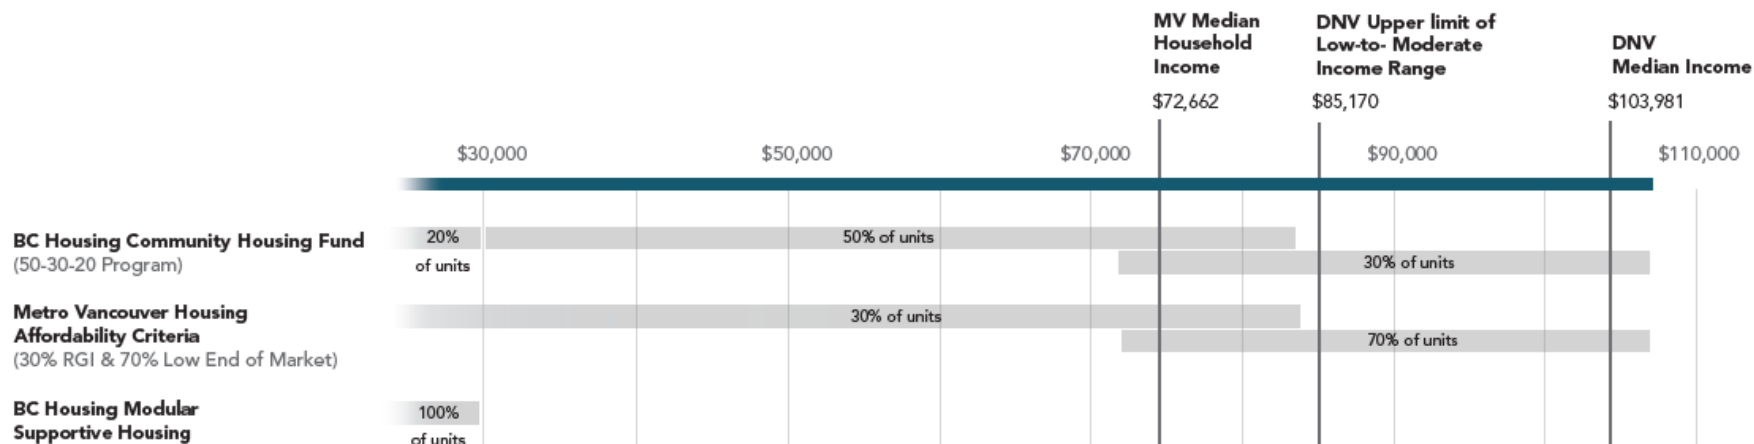 MV Median
Household
Income
$72,662
DNV Upper limit of
Low-to- Moderate
Income Range
$85,170
DNV
Median Income
$103,981
$30,000
$50,000
$70,000
$90,000
$110,000
BC Housing Community Housing Fund
(50-30-20 Program)
20%
of units
50% of units
30% of units
Metro Vancouver Housing
Affordability Criteria
(30% RGI & 70% Low End of Market)
30% of units
70% of units
BC Housing Modular
Supportive Housing
100%
of units